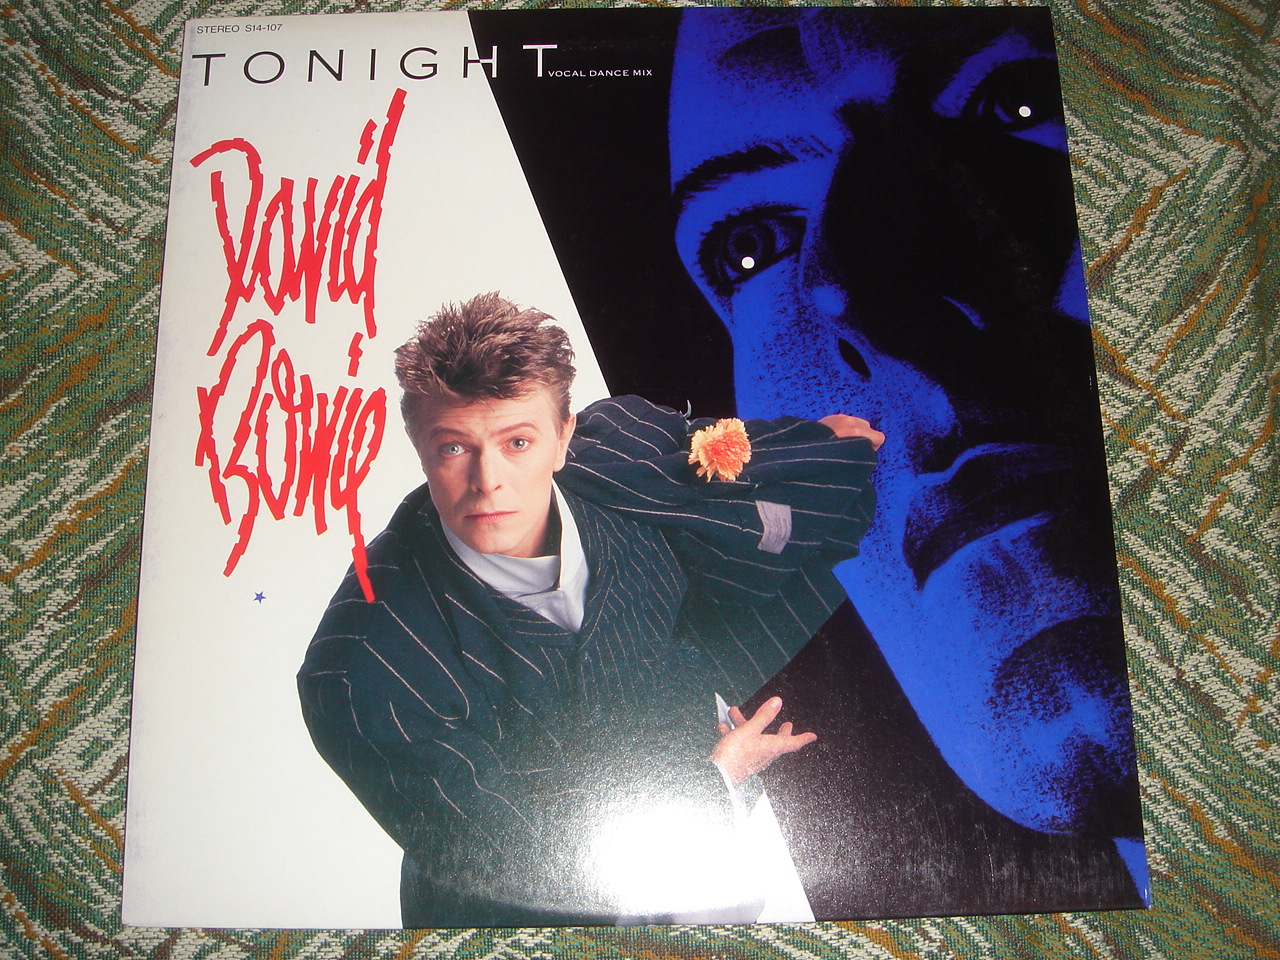 STEREO S14-107
TONIGHT
VOCAL DANCE MIX
David
Bowie